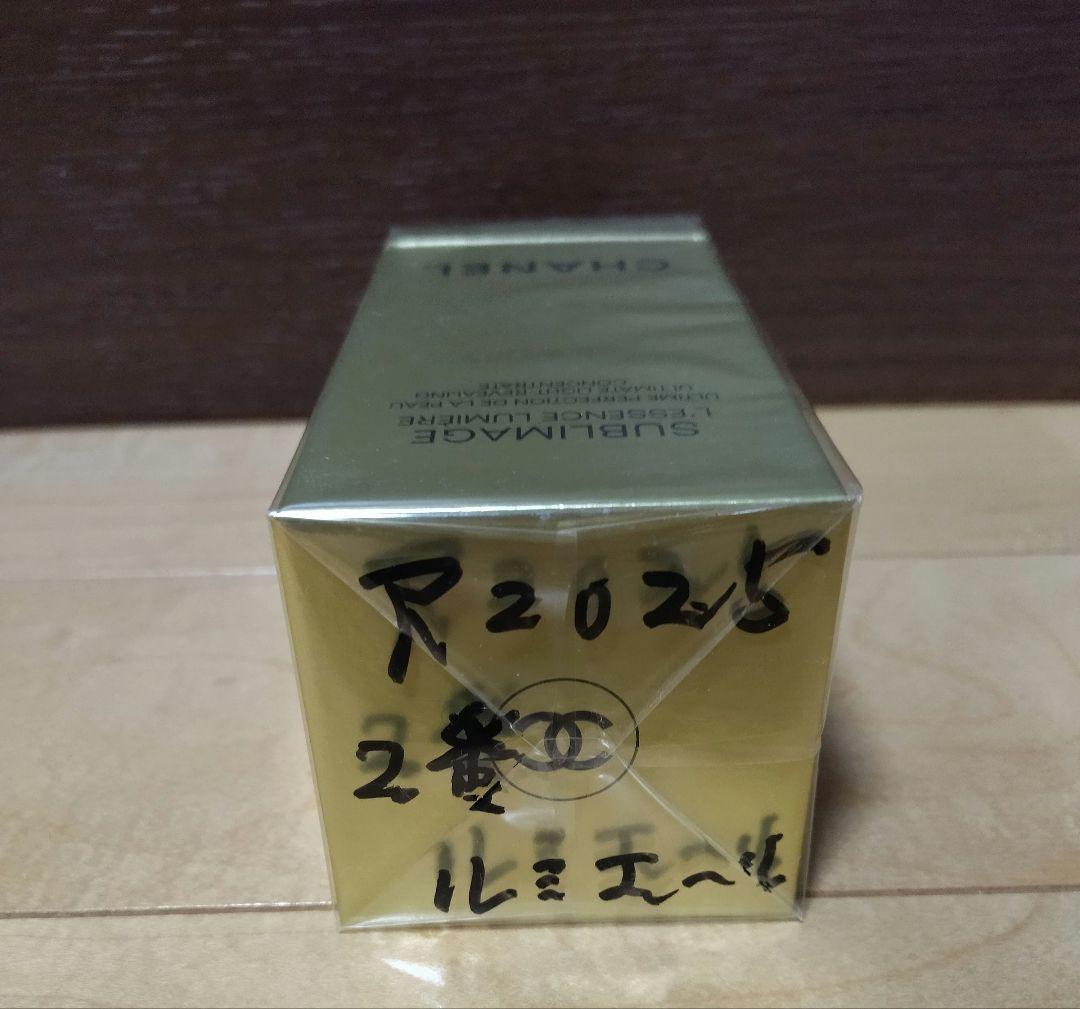 CHANEL
SUBLIMAGE
L'ESSENCE LUMIÈRE
ULTIME PERFECTION DE LA PEAU
ULTIMATE LIGHT-REVEALING
CONCENTRATE
R2025
2番
ルミエール